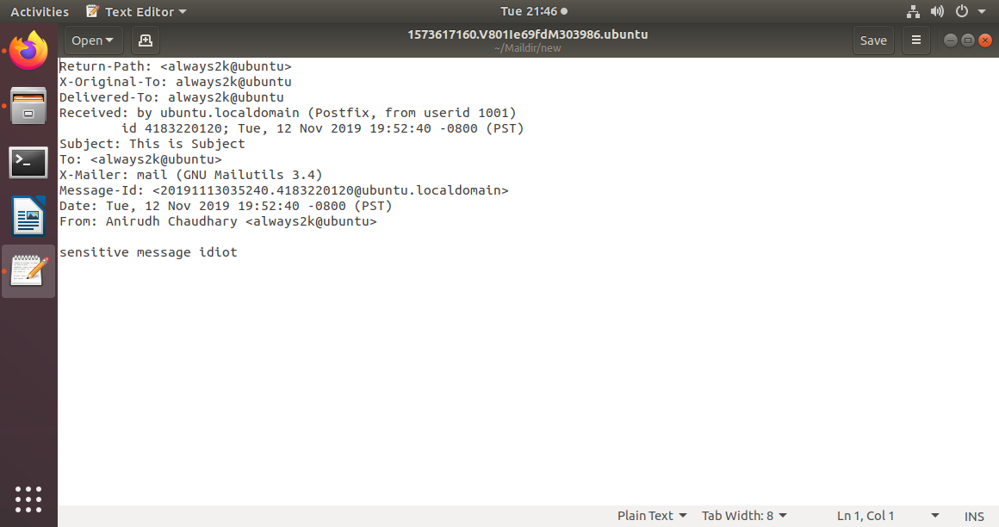 Activities Text Editor Tue 21:46
Open 1573617160.V801Ie69fdM303986.ubuntu Save
~/Maildir/new
Return-Path: <always2k@ubuntu>
X-Original-To: always2k@ubuntu
Delivered-To: always2k@ubuntu
Received: by ubuntu.localdomain (Postfix, from userid 1001)
        id 4183220120; Tue, 12 Nov 2019 19:52:40 -0800 (PST)
Subject: This is Subject
To: <always2k@ubuntu>
X-Mailer: mail (GNU Mailutils 3.4)
Message-Id: <20191113035240.4183220120@ubuntu.localdomain>
Date: Tue, 12 Nov 2019 19:52:40 -0800 (PST)
From: Anirudh Chaudhary <always2k@ubuntu>

sensitive message idiot
Plain Text Tab Width: 8 Ln 1, Col 1 INS